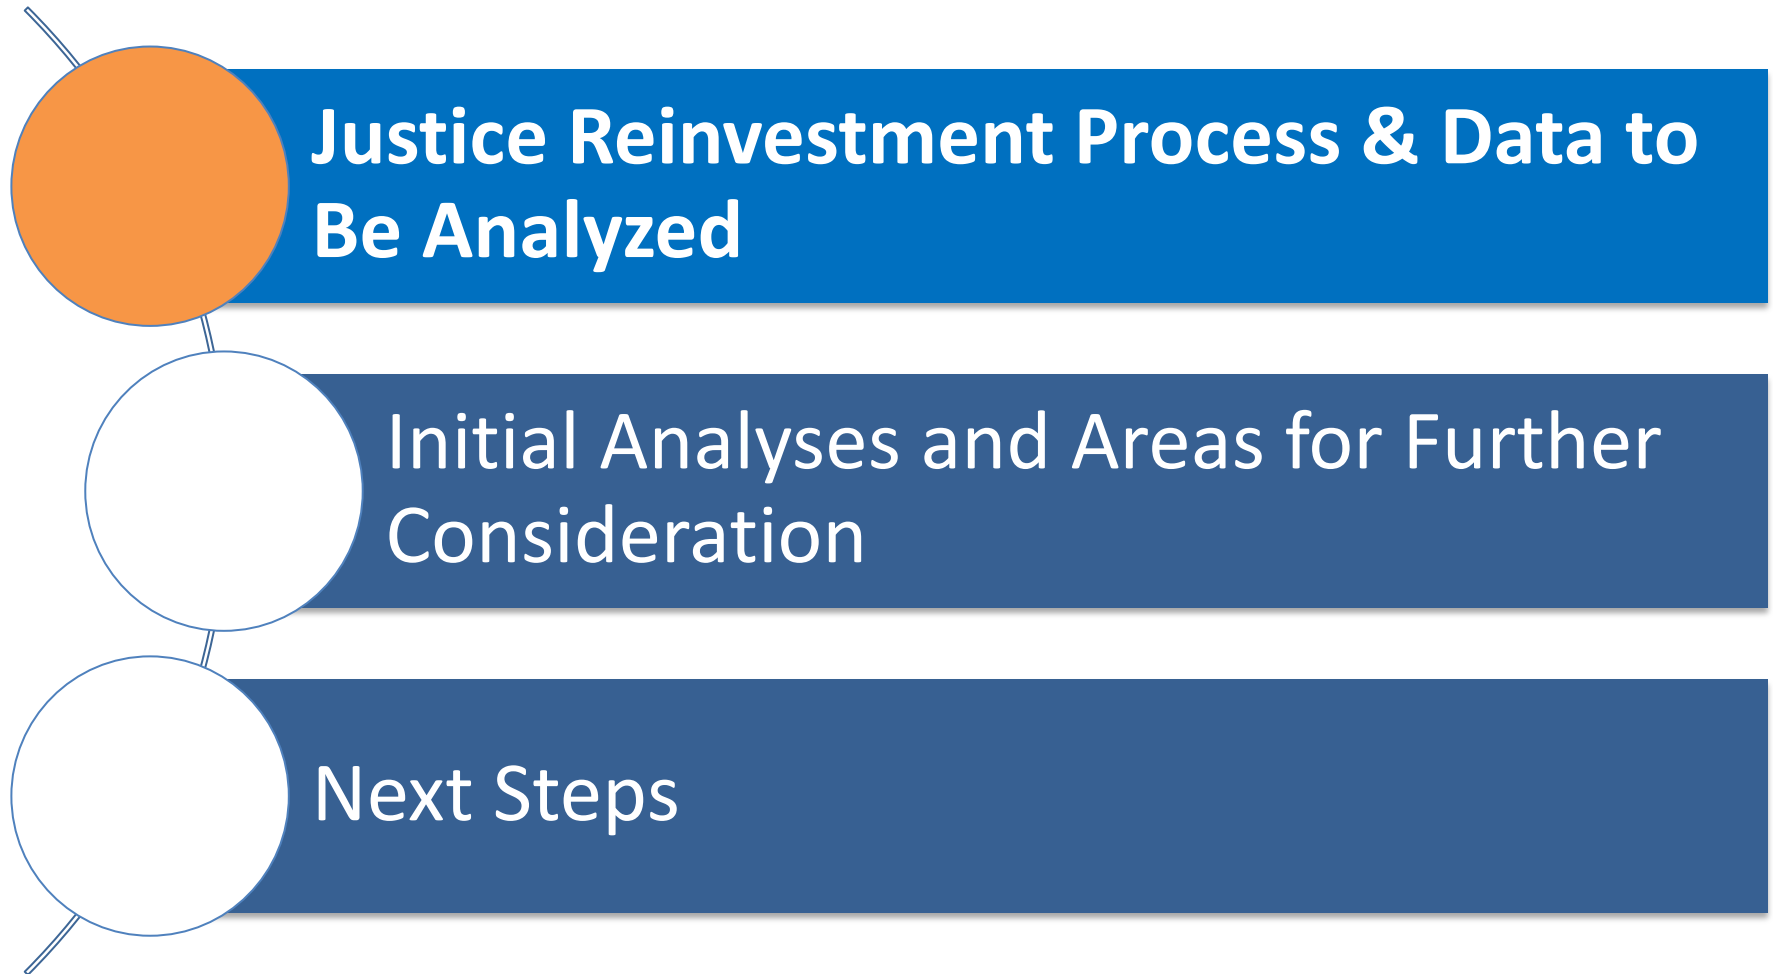 Justice Reinvestment Process & Data to
Be Analyzed
Initial Analyses and Areas for Further
Consideration
Next Steps